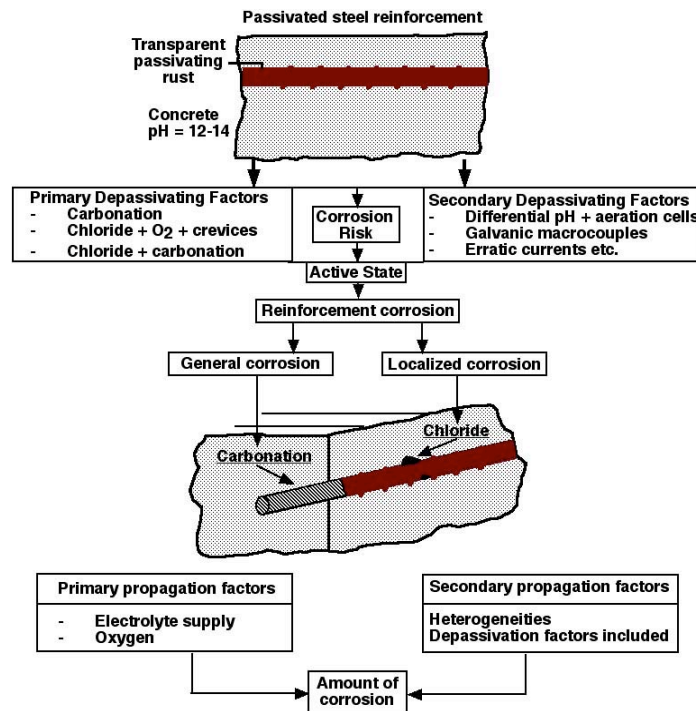 Passivated steel reinforcement
Transparent
passivating
rust
Concrete
pH = 12-14
Primary Depassivating Factors
- Carbonation
- Chloride + O2 + crevices
- Chloride + carbonation
Corrosion
Risk
Secondary Depassivating Factors
- Differential pH + aeration cells
- Galvanic macrocouples
- Erratic currents etc.
Active State
Reinforcement corrosion
General corrosion
Localized corrosion
Chloride
Carbonation
Primary propagation factors
- Electrolyte supply
- Oxygen
Secondary propagation factors
Heterogeneities
Depassivation factors included
Amount of
corrosion